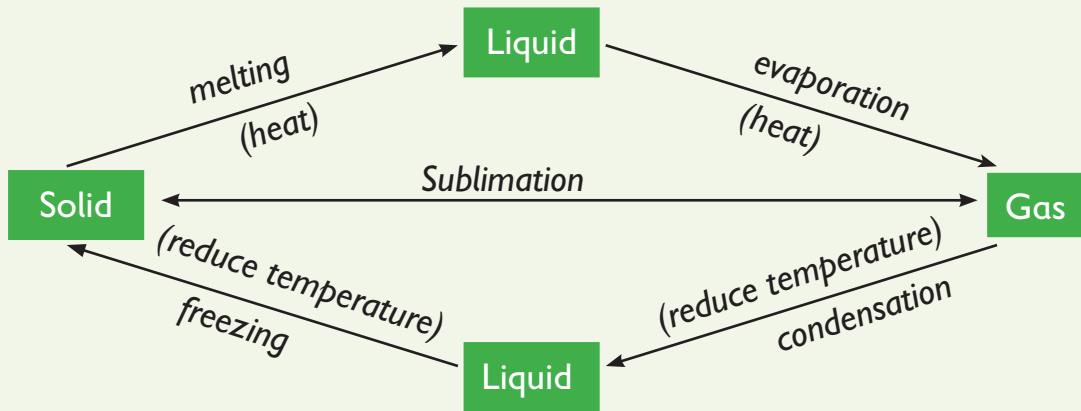 Liquid
melting
(heat)
evaporation
(heat)
Sublimation
Solid
Gas
(reduce temperature)
freezing
(reduce temperature)
condensation
Liquid